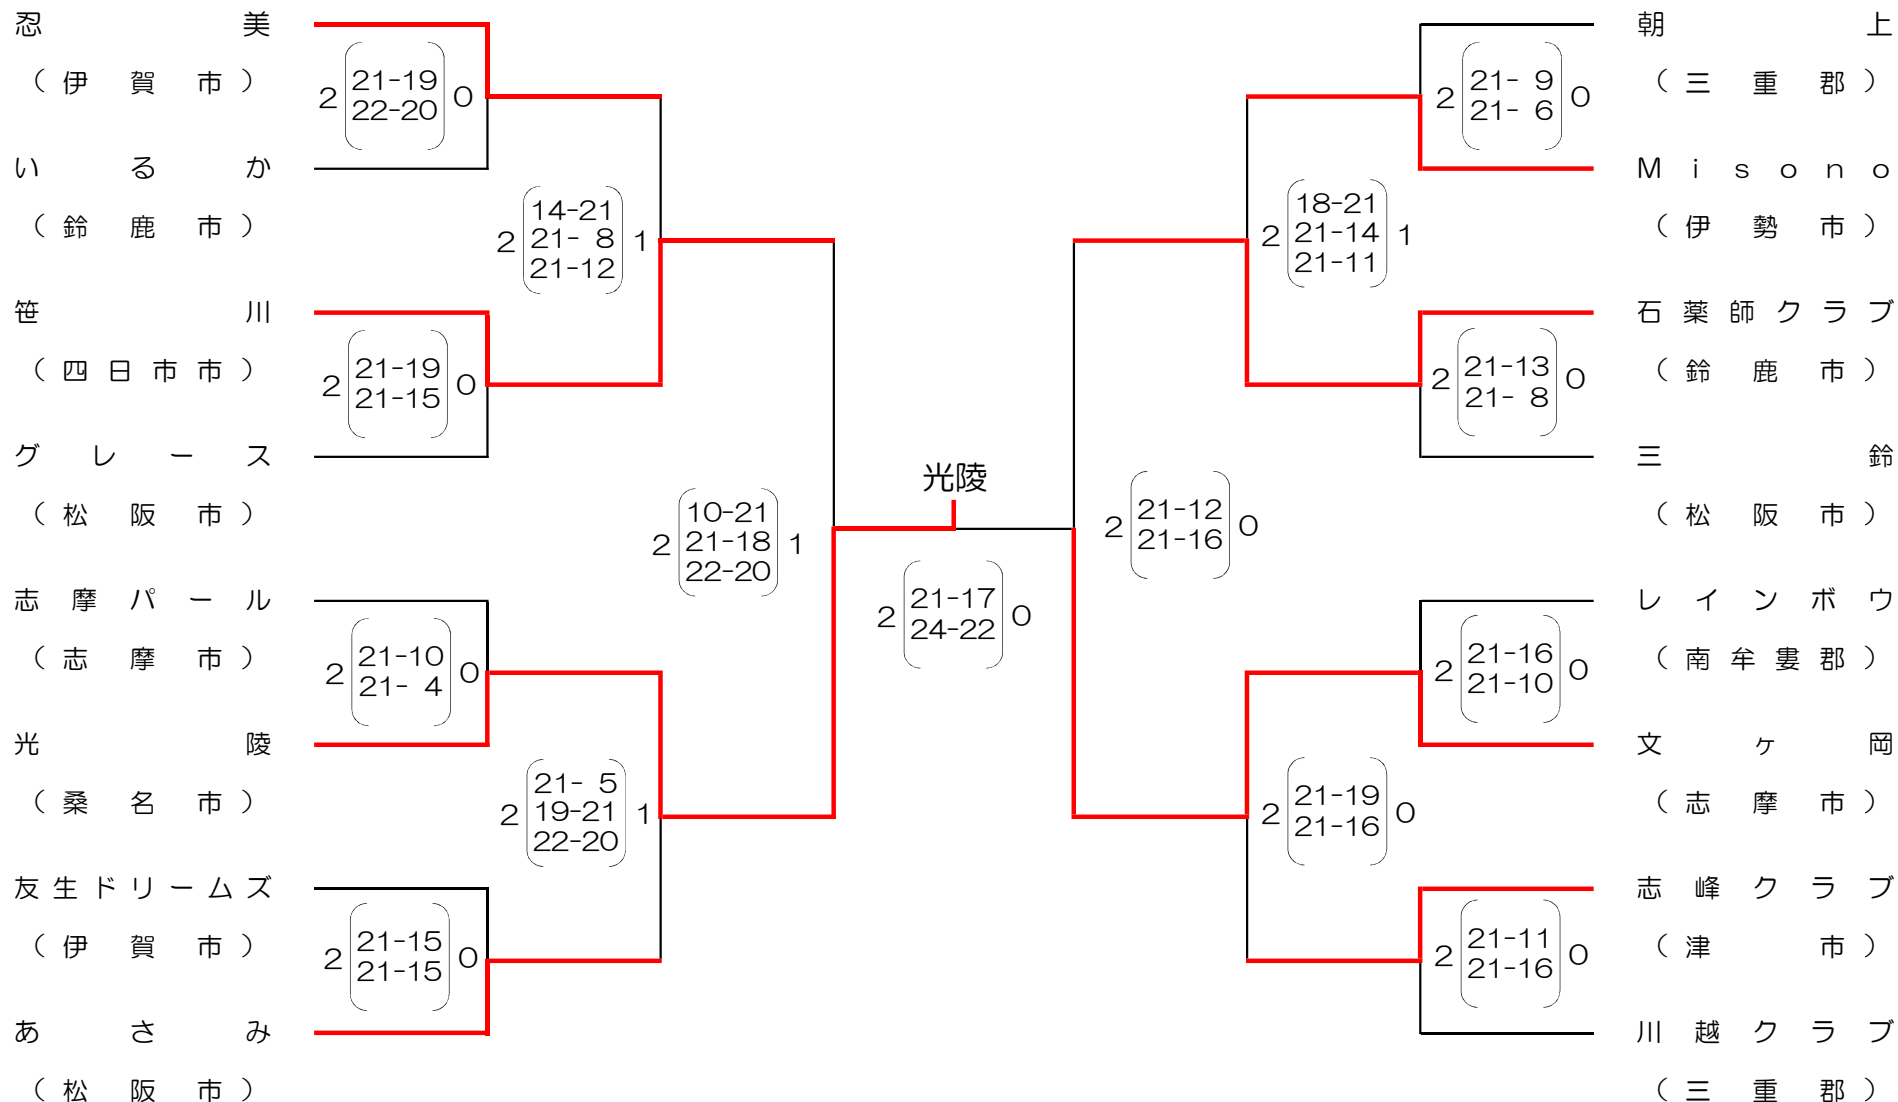 忍美
（伊賀市）
2 21-19 0
22-20
いるか
（鈴鹿市）
2 14-21 1
21- 8
21-12
笹川
（四日市市）
2 21-19 0
21-15
グレース
（松阪市）
2 10-21 1
21-18
22-20
志摩パール
（志摩市）
2 21-10 0
21- 4
光陵
（桑名市）
2 21- 5 1
19-21
22-20
友生ドリームズ
（伊賀市）
2 21-15 0
21-15
あさみ
（松阪市）
光陵
2 21-17 0
24-22
朝上
（三重郡）
2 21- 9 0
21- 6
Misono
（伊勢市）
2 18-21 1
21-14
21-11
石薬師クラブ
（鈴鹿市）
2 21-13 0
21- 8
三鈴
（松阪市）
2 21-12 0
21-16
レインボウ
（南牟婁郡）
2 21-16 0
21-10
文ヶ岡
（志摩市）
2 21-19 0
21-16
志峰クラブ
（津市）
2 21-11 0
21-16
川越クラブ
（三重郡）